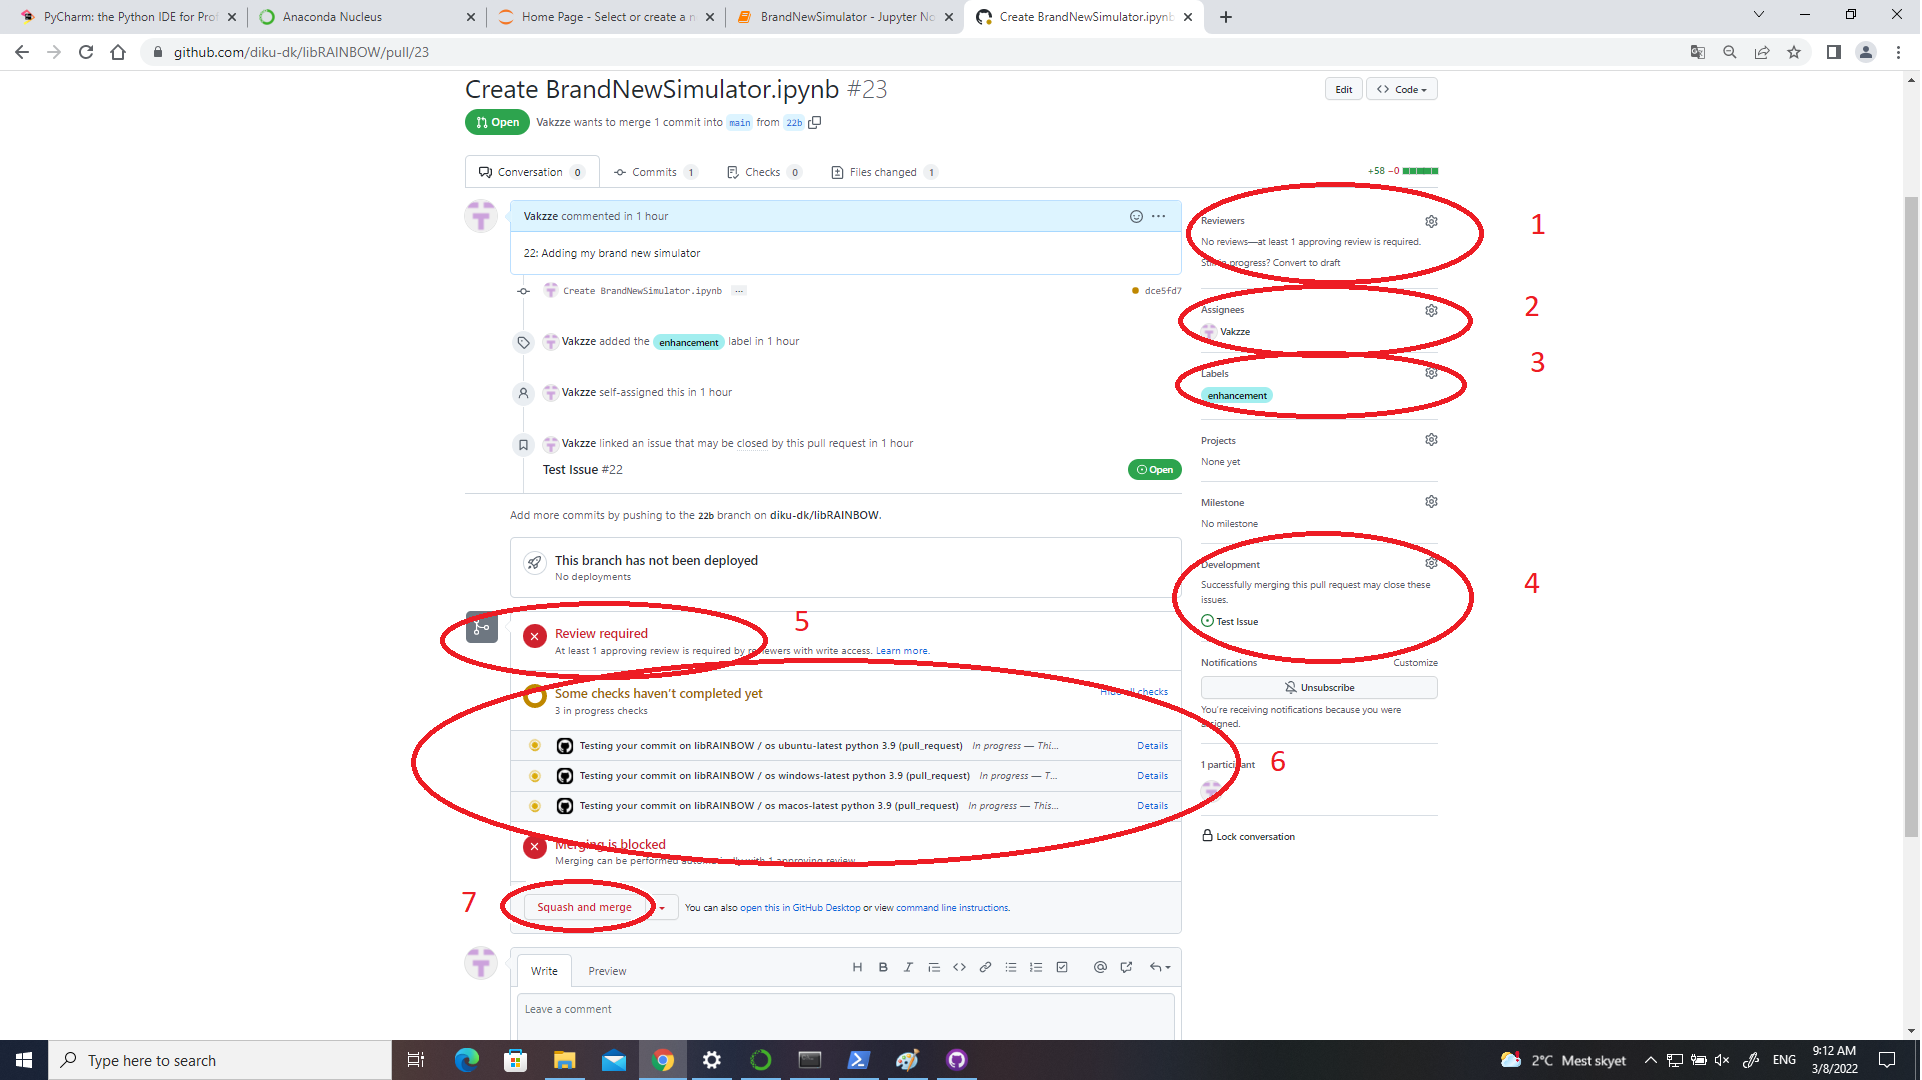 PyCharm: the Python IDE for Prof
Anaconda Nucleus
Home Page - Select or create a n
BrandNewSimulator - Jupyter No
Create BrandNewSimulator.ipynb
github.com/diku-dk/libRAINBOW/pull/23
Create BrandNewSimulator.ipynb #23
Edit
<> Code
Open
Vakzze wants to merge 1 commit into main from 22b
Conversation 0
Commits 1
Checks 0
Files changed 1
+58 −0
Vakzze commented in 1 hour
22: Adding my brand new simulator
Create BrandNewSimulator.ipynb ...
dce5fd7
Vakzze added the enhancement label in 1 hour
Vakzze self-assigned this in 1 hour
Vakzze linked an issue that may be closed by this pull request in 1 hour
Test Issue #22
Open
Add more commits by pushing to the 22b branch on diku-dk/libRAINBOW.
This branch has not been deployed
No deployments
5
Review required
At least 1 approving review is required by reviewers with write access. Learn more.
Some checks haven't completed yet
Hide all checks
3 in progress checks
Testing your commit on libRAINBOW / os ubuntu-latest python 3.9 (pull_request) In progress — Thi...
Details
Testing your commit on libRAINBOW / os windows-latest python 3.9 (pull_request) In progress — T...
Details
Testing your commit on libRAINBOW / os macos-latest python 3.9 (pull_request) In progress — This...
Details
Merging is blocked
Merging can be performed automatically with 1 approving review.
7
Squash and merge
You can also open this in GitHub Desktop or view command line instructions.
Write
Preview
Leave a comment
Reviewers
1
No reviews—at least 1 approving review is required.
Still in progress? Convert to draft
2
Assignees
Vakzze
3
Labels
enhancement
Projects
None yet
Milestone
No milestone
Development
4
Successfully merging this pull request may close these
issues.
Test Issue
Notifications
Customize
Unsubscribe
You're receiving notifications because you were
assigned.
6
1 participant
Lock conversation
Type here to search
2°C Mest skyet
ENG
9:12 AM
3/8/2022